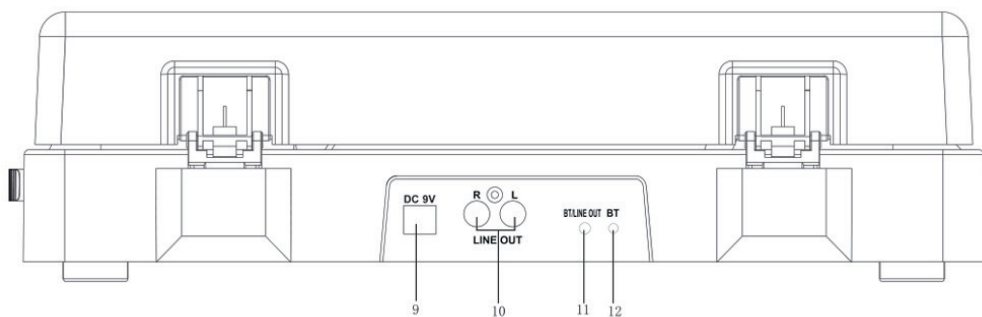 DC 9V
R L
LINE OUT
BT/LINE OUT BT
9 10 11 12